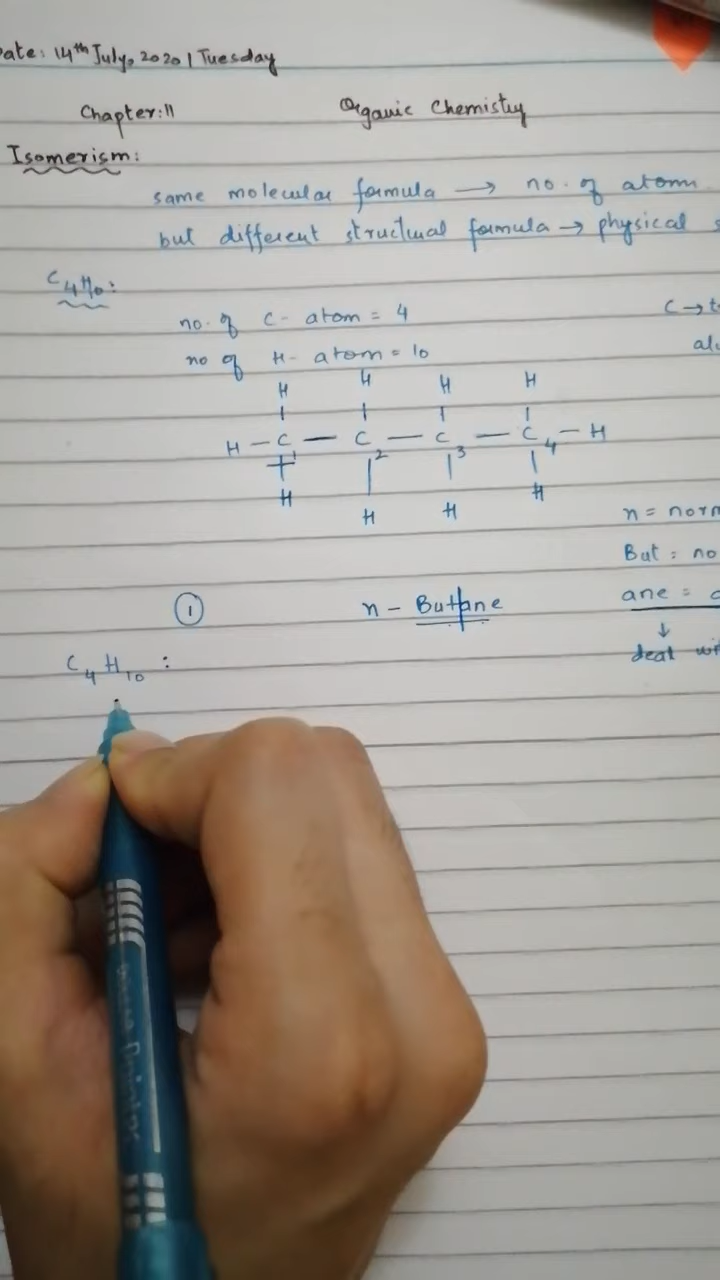 ate: 14th July, 2020 | Tuesday
Chapter: 11 Organic Chemistry
Isomerism:
same molecular formula → no. of atom
but different structual formula → physical s
C4H10:
no. of C- atom = 4
C → t
no of H- atom = 10
al
H H H H
H - C - C - C - C - H
1 2 3 4
H H H H
n = norm
But = no
ane = a
① n - Butane
↓
deal wi
C4H10 :